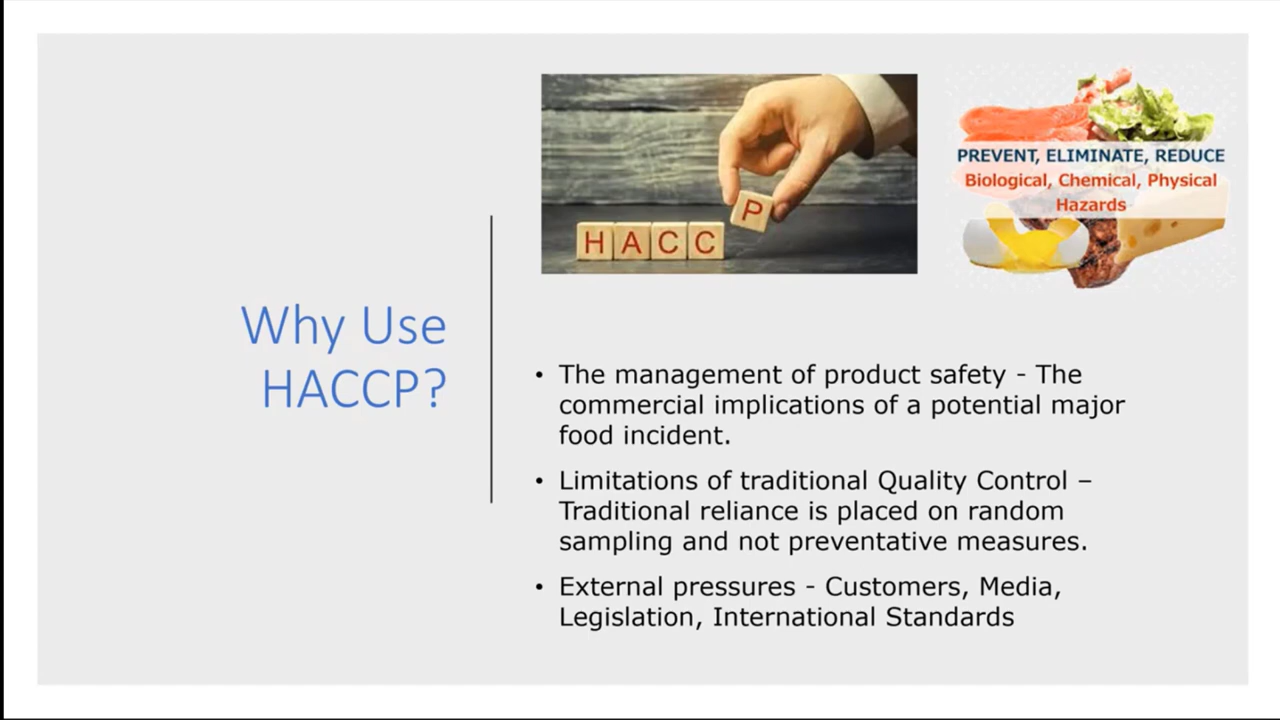 Why Use
HACCP?
H A C C P
PREVENT, ELIMINATE, REDUCE
Biological, Chemical, Physical
Hazards
• The management of product safety - The
commercial implications of a potential major
food incident.
• Limitations of traditional Quality Control –
Traditional reliance is placed on random
sampling and not preventative measures.
• External pressures - Customers, Media,
Legislation, International Standards